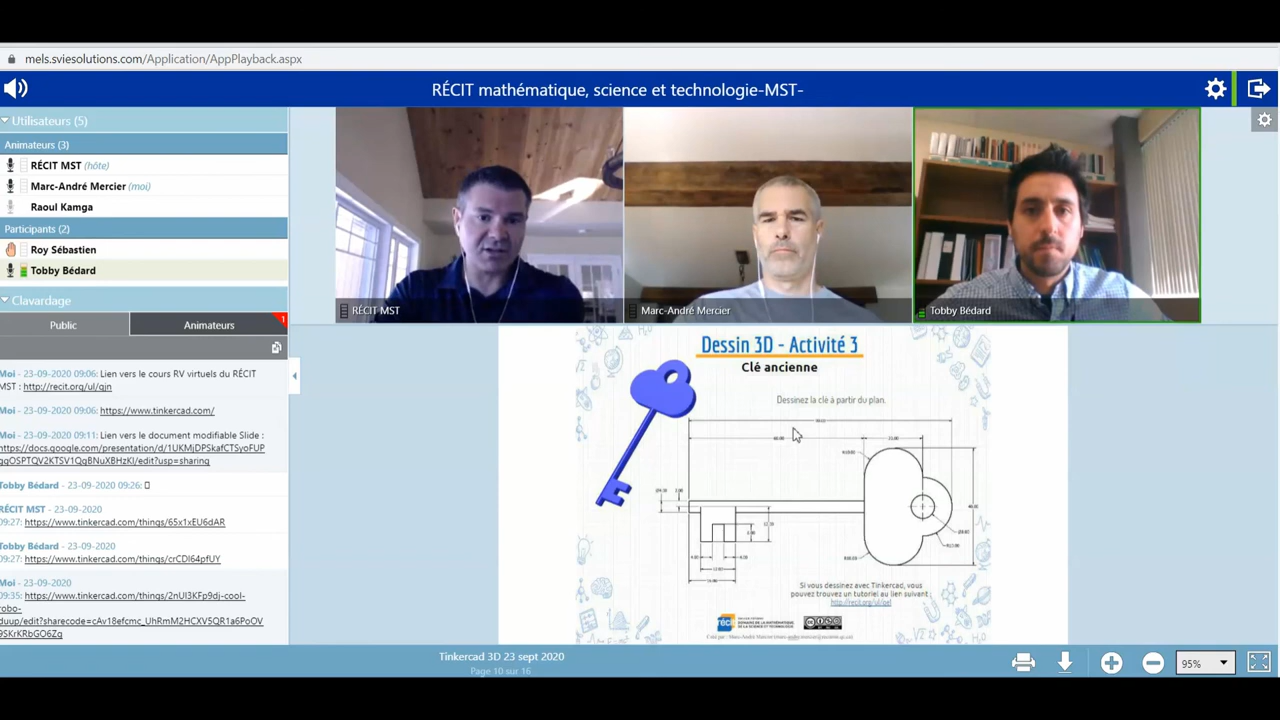 mels.sviesolutions.com/Application/AppPlayback.aspx
RÉCIT mathématique, science et technologie-MST-
Utilisateurs (5)
Animateurs (3)
RÉCIT MST (hôte)
Marc-André Mercier (moi)
Raoul Kamga
Participants (2)
Roy Sébastien
Tobby Bédard
Clavardage
Public
Animateurs
1
Moi - 23-09-2020 09:06: Lien vers le cours RV virtuels du RÉCIT
MST : http://recit.org/ul/gjn
Moi - 23-09-2020 09:06: https://www.tinkercad.com/
Moi - 23-09-2020 09:11: Lien vers le document modifiable Slide :
https://docs.google.com/presentation/d/1UKMjDPSkafCTSyoFUP
gqOSPTQV2KTSV1QgBNuXBHzKI/edit?usp=sharing
Tobby Bédard - 23-09-2020 09:26:
RÉCIT MST - 23-09-2020
09:27: https://www.tinkercad.com/things/65x1xEU6dAR
Tobby Bédard - 23-09-2020
09:27: https://www.tinkercad.com/things/crCDl64pfUY
Moi - 23-09-2020
09:35: https://www.tinkercad.com/things/2nUI3KFp9dj-cool-
robo-
duup/edit?sharecode=cAv18efcmc_UhRmM2HCXV5QR1a6PoOV
9SKrKRbGO6Zg
RÉCIT MST
Marc-André Mercier
Tobby Bédard
Dessin 3D - Activité 3
Clé ancienne
Dessinez la clé à partir du plan.
Si vous dessinez avec Tinkercad, vous
pouvez trouvez un tutoriel au lien suivant :
Tinkercad 3D 23 sept 2020
Page 10 sur 16
95%